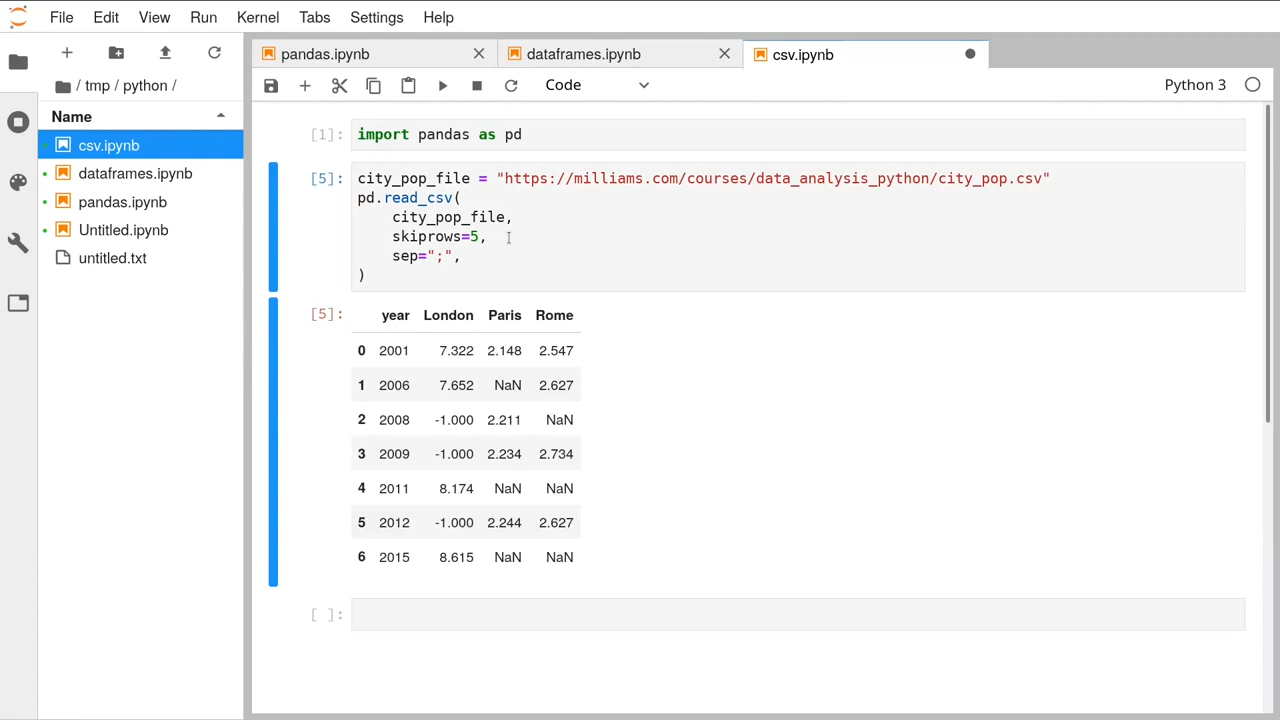 File Edit View Run Kernel Tabs Settings Help
pandas.ipynb dataframes.ipynb csv.ipynb
Code Python 3
/ tmp / python /
Name
csv.ipynb
dataframes.ipynb
pandas.ipynb
Untitled.ipynb
untitled.txt
[1]: import pandas as pd
[5]: city_pop_file = "https://milliams.com/courses/data_analysis_python/city_pop.csv"
pd.read_csv(
    city_pop_file,
    skiprows=5,
    sep=";",
)
[5]: year London Paris Rome
0 2001 7.322 2.148 2.547
1 2006 7.652 NaN 2.627
2 2008 -1.000 2.211 NaN
3 2009 -1.000 2.234 2.734
4 2011 8.174 NaN NaN
5 2012 -1.000 2.244 2.627
6 2015 8.615 NaN NaN
[ ]: